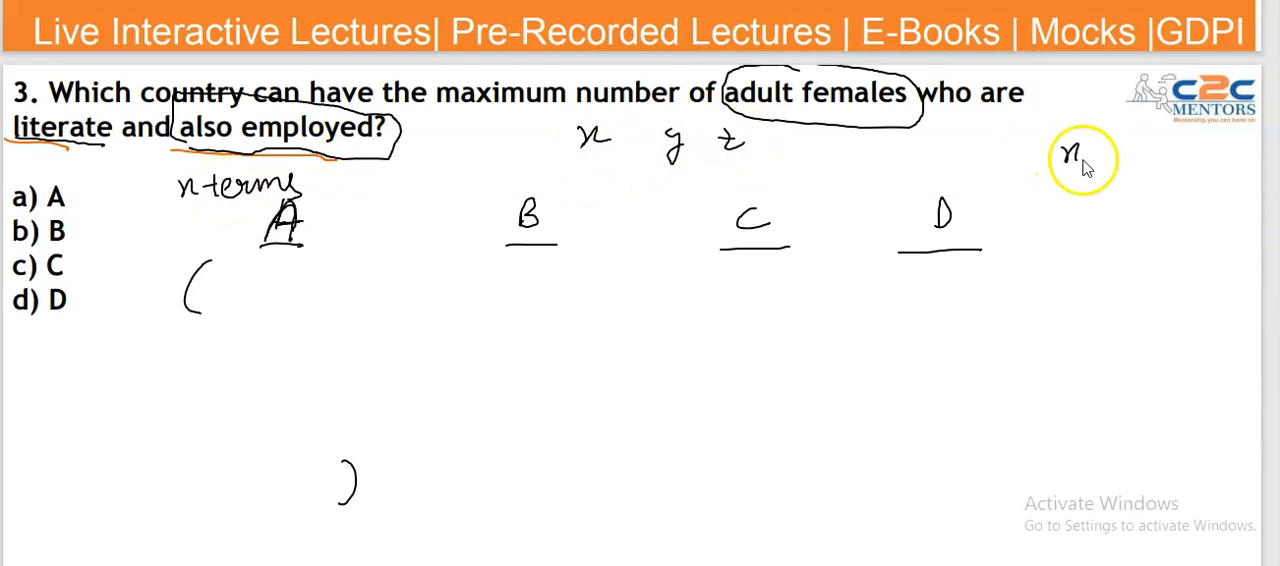 Live Interactive Lectures| Pre-Recorded Lectures | E-Books | Mocks |GDPI
3. Which country can have the maximum number of adult females who are
literate and also employed?
c2c
MENTORS
x y z
x
a) A
b) B
c) C
d) D
x terms
A B C D
(
)
Activate Windows
Go to Settings to activate Windows.